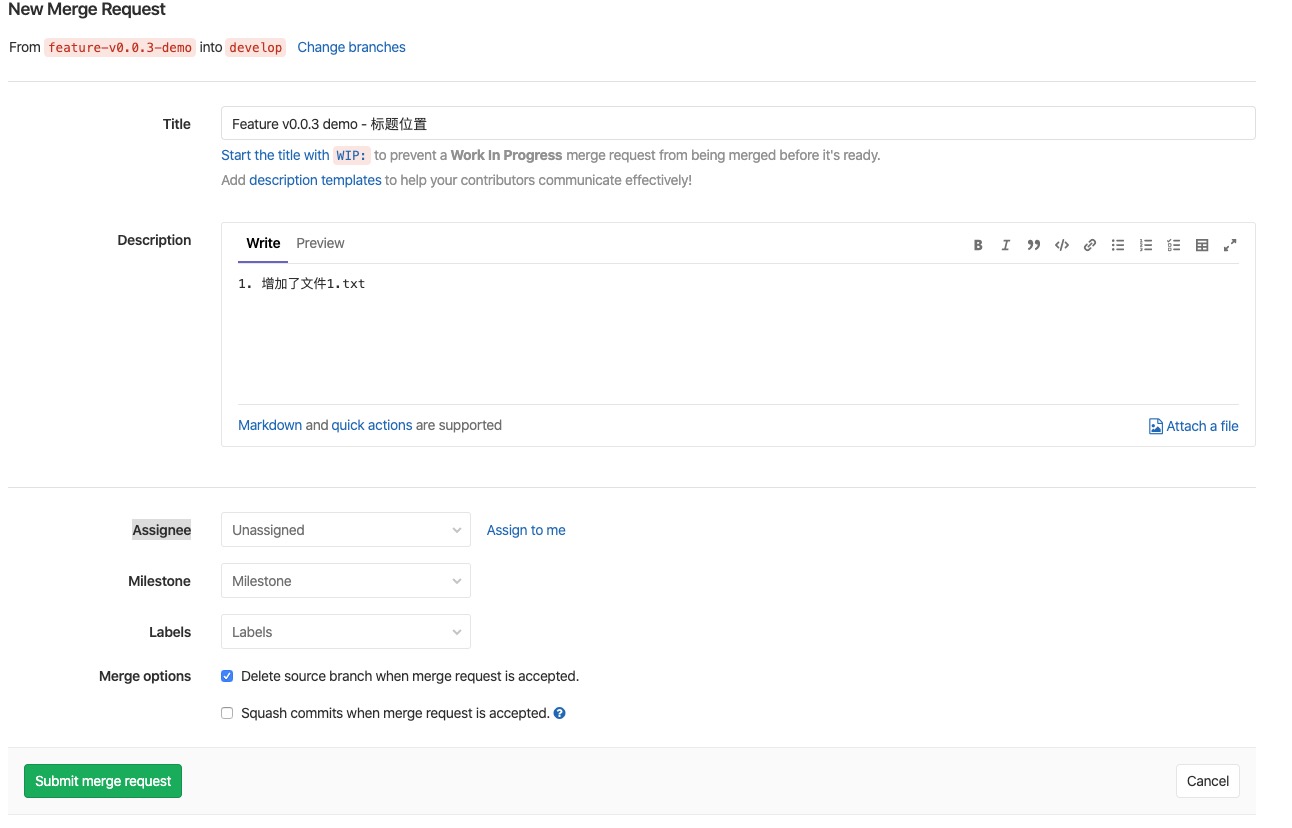 New Merge Request
From feature-v0.0.3-demo into develop Change branches
Title
Feature v0.0.3 demo - 标题位置
Start the title with WIP: to prevent a Work In Progress merge request from being merged before it's ready.
Add description templates to help your contributors communicate effectively!
Description
Write Preview
1. 增加了文件1.txt
Markdown and quick actions are supported
Attach a file
Assignee
Unassigned
Assign to me
Milestone
Milestone
Labels
Labels
Merge options
Delete source branch when merge request is accepted.
Squash commits when merge request is accepted.
Submit merge request
Cancel